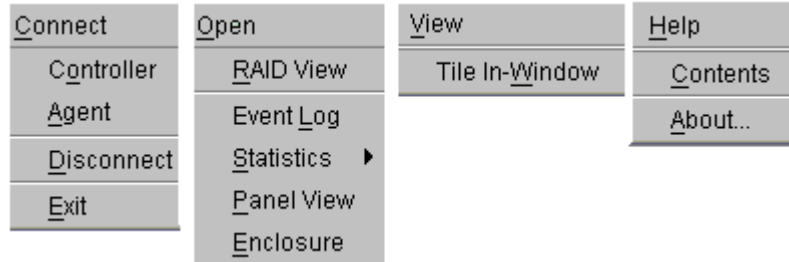 Connect
Controller
Agent
Disconnect
Exit
Open
RAID View
Event Log
Statistics
Panel View
Enclosure
View
Tile In-Window
Help
Contents
About...